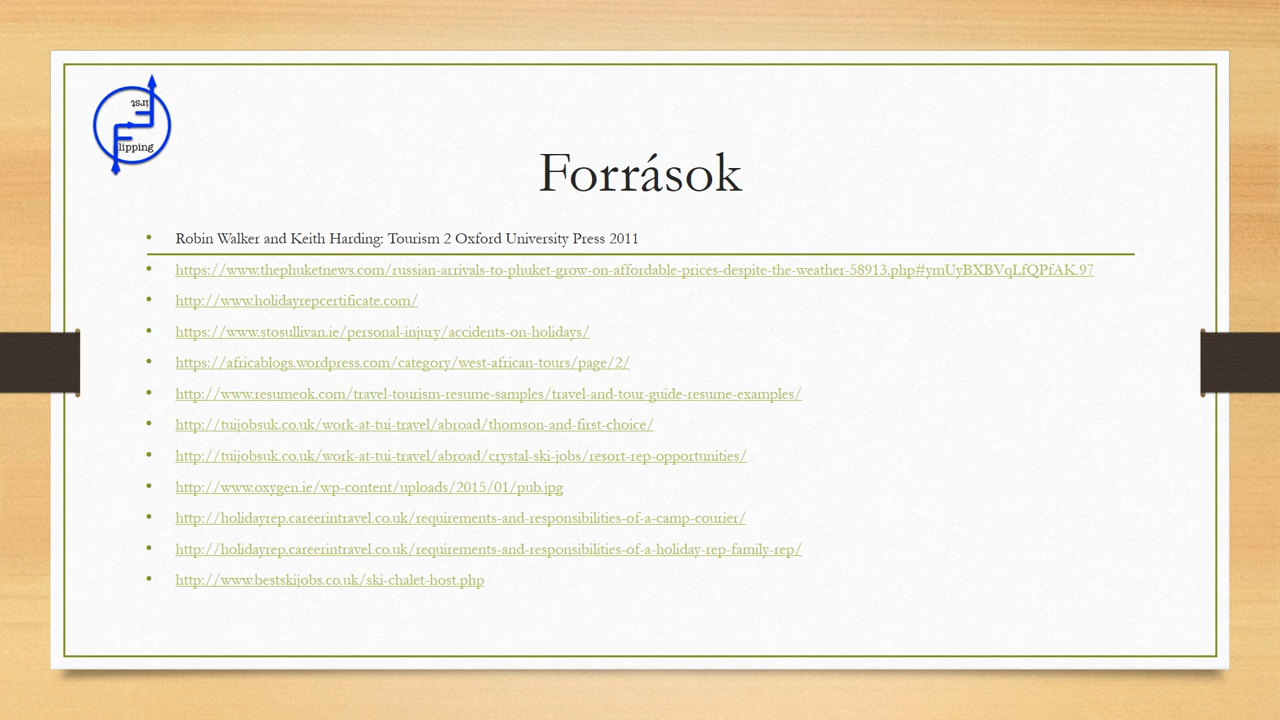 first
lipping
Források
• Robin Walker and Keith Harding: Tourism 2 Oxford University Press 2011
• https://www.thephuketnews.com/russian-arrivals-to-phuket-grow-on-affordable-prices-despite-the-weather-58913.php#ymUyBXBVqLfQPfAK.97
• http://www.holidayrepcertificate.com/
• https://www.stosullivan.ie/personal-injury/accidents-on-holidays/
• https://africablogs.wordpress.com/category/west-african-tours/page/2/
• http://www.resumeok.com/travel-tourism-resume-samples/travel-and-tour-guide-resume-examples/
• http://tuijobsuk.co.uk/work-at-tui-travel/abroad/thomson-and-first-choice/
• http://tuijobsuk.co.uk/work-at-tui-travel/abroad/crystal-ski-jobs/resort-rep-opportunities/
• http://www.oxygen.ie/wp-content/uploads/2015/01/pub.jpg
• http://holidayrep.careerintravel.co.uk/requirements-and-responsibilities-of-a-camp-courier/
• http://holidayrep.careerintravel.co.uk/requirements-and-responsibilities-of-a-holiday-rep-family-rep/
• http://www.bestskijobs.co.uk/ski-chalet-host.php